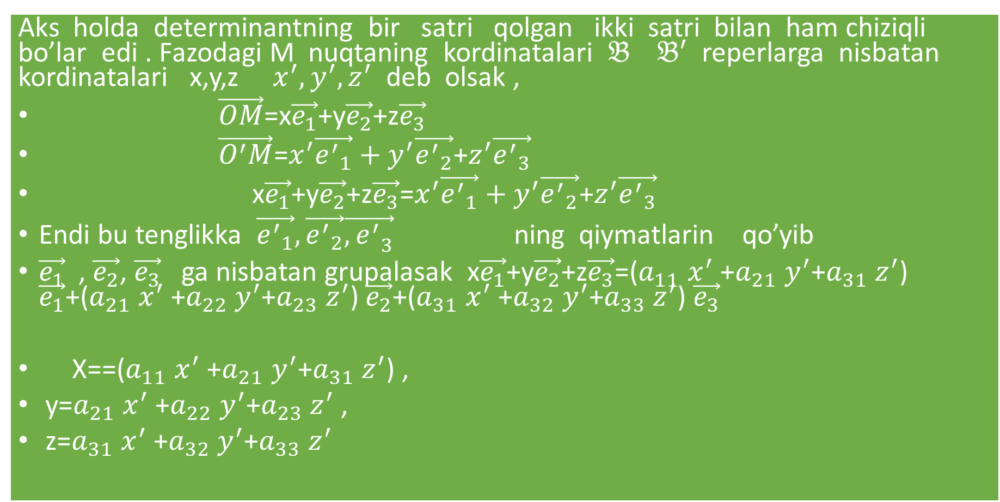 Aks holda determinantning bir satri qolgan ikki satri bilan ham chiziqli
bo’lar edi . Fazodagi M nuqtaning kordinatalari 𝔅 𝔅′ reperlarga nisbatan
kordinatalari x,y,z 𝑥′, 𝑦′, 𝑧′ deb olsak ,
• $\overrightarrow{OM}$=x$\overrightarrow{e_1}$+y$\overrightarrow{e_2}$+z$\overrightarrow{e_3}$
• $\overrightarrow{O'M}$=$x'\overrightarrow{e'_1} + y'\overrightarrow{e'_2}$+$z'\overrightarrow{e'_3}$
• x$\overrightarrow{e_1}$+y$\overrightarrow{e_2}$+z$\overrightarrow{e_3}$=$x'\overrightarrow{e'_1} + y'\overrightarrow{e'_2}$+$z'\overrightarrow{e'_3}$
• Endi bu tenglikka $\overrightarrow{e'_1}, \overrightarrow{e'_2}, \overrightarrow{e'_3}$ ning qiymatlarin qo’yib
• $\overrightarrow{e_1}$ , $\overrightarrow{e_2}$, $\overrightarrow{e_3}$ ga nisbatan grupalasak x$\overrightarrow{e_1}$+y$\overrightarrow{e_2}$+z$\overrightarrow{e_3}$=($a_{11}$ $x'$ +$a_{21}$ $y'$+$a_{31}$ $z'$)
$\overrightarrow{e_1}$+($a_{21}$ $x'$ +$a_{22}$ $y'$+$a_{23}$ $z'$) $\overrightarrow{e_2}$+($a_{31}$ $x'$ +$a_{32}$ $y'$+$a_{33}$ $z'$) $\overrightarrow{e_3}$
• X==($a_{11}$ $x'$ +$a_{21}$ $y'$+$a_{31}$ $z'$) ,
• y=$a_{21}$ $x'$ +$a_{22}$ $y'$+$a_{23}$ $z'$ ,
• z=$a_{31}$ $x'$ +$a_{32}$ $y'$+$a_{33}$ $z'$